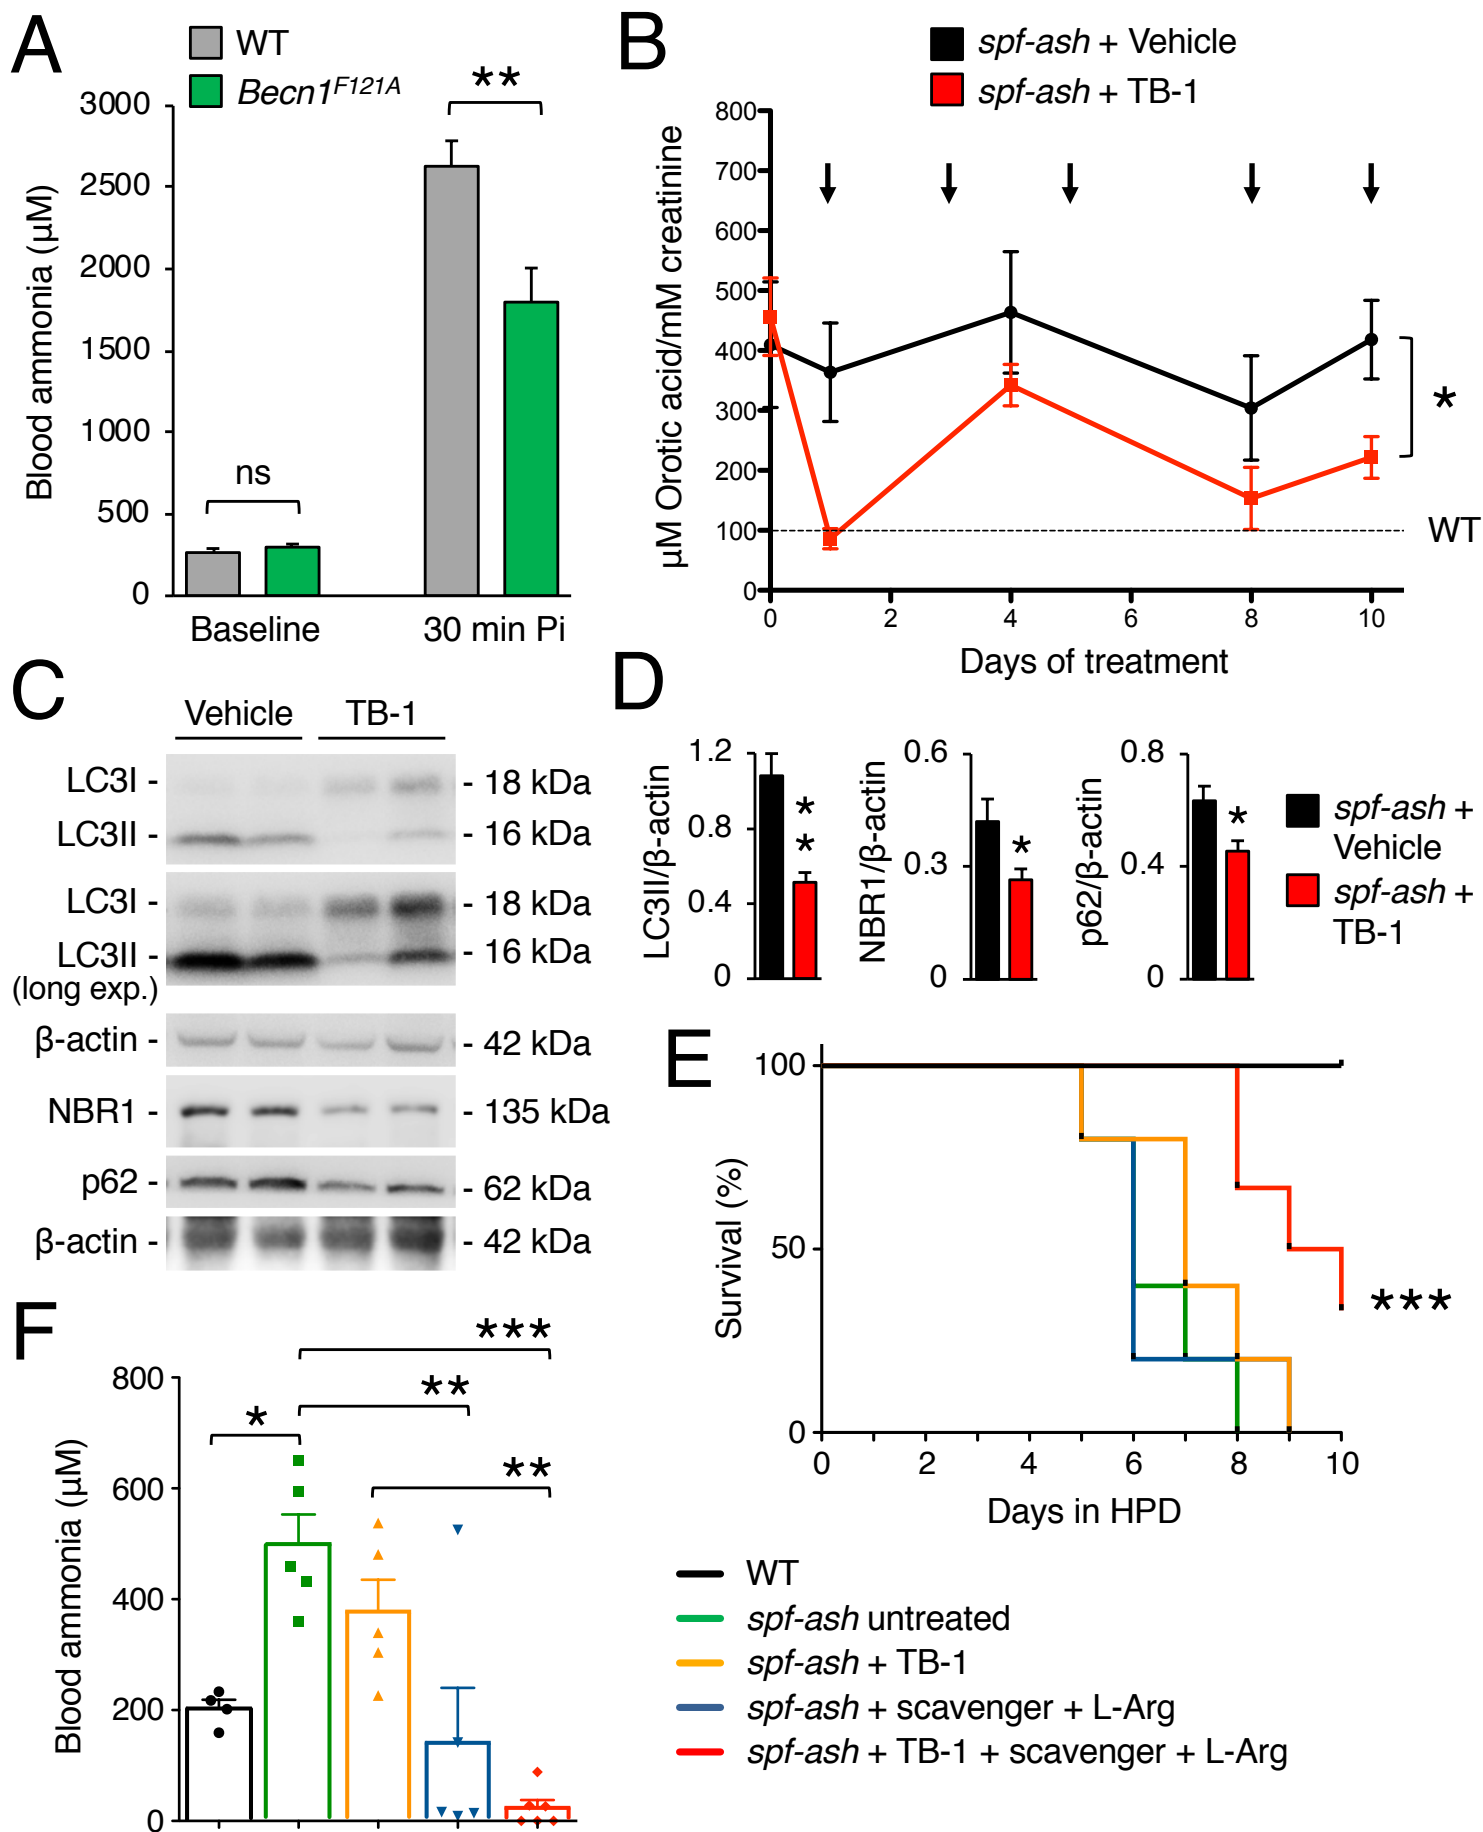 A
WT
Becn1F121A
**
ns
Blood ammonia (µM)
3000
2500
2000
1500
1000
500
0
Baseline
30 min Pi
B
spf-ash + Vehicle
spf-ash + TB-1
µM Orotic acid/mM creatinine
800
700
600
500
400
300
200
100
0
*
WT
0
2
4
6
8
10
Days of treatment
C
Vehicle
TB-1
LC3I -
- 18 kDa
LC3II -
- 16 kDa
LC3I -
- 18 kDa
LC3II -
- 16 kDa
(long exp.)
β-actin -
- 42 kDa
NBR1 -
- 135 kDa
p62 -
- 62 kDa
β-actin -
- 42 kDa
D
LC3II/β-actin
1.2
0.8
0.4
0
*
*
NBR1/β-actin
0.6
0.3
0
*
p62/β-actin
0.8
0.4
0
*
spf-ash +
Vehicle
spf-ash +
TB-1
E
Survival (%)
100
50
0
***
0
2
4
6
8
10
Days in HPD
WT
spf-ash untreated
spf-ash + TB-1
spf-ash + scavenger + L-Arg
spf-ash + TB-1 + scavenger + L-Arg
F
Blood ammonia (µM)
800
600
400
200
0
***
**
*
**